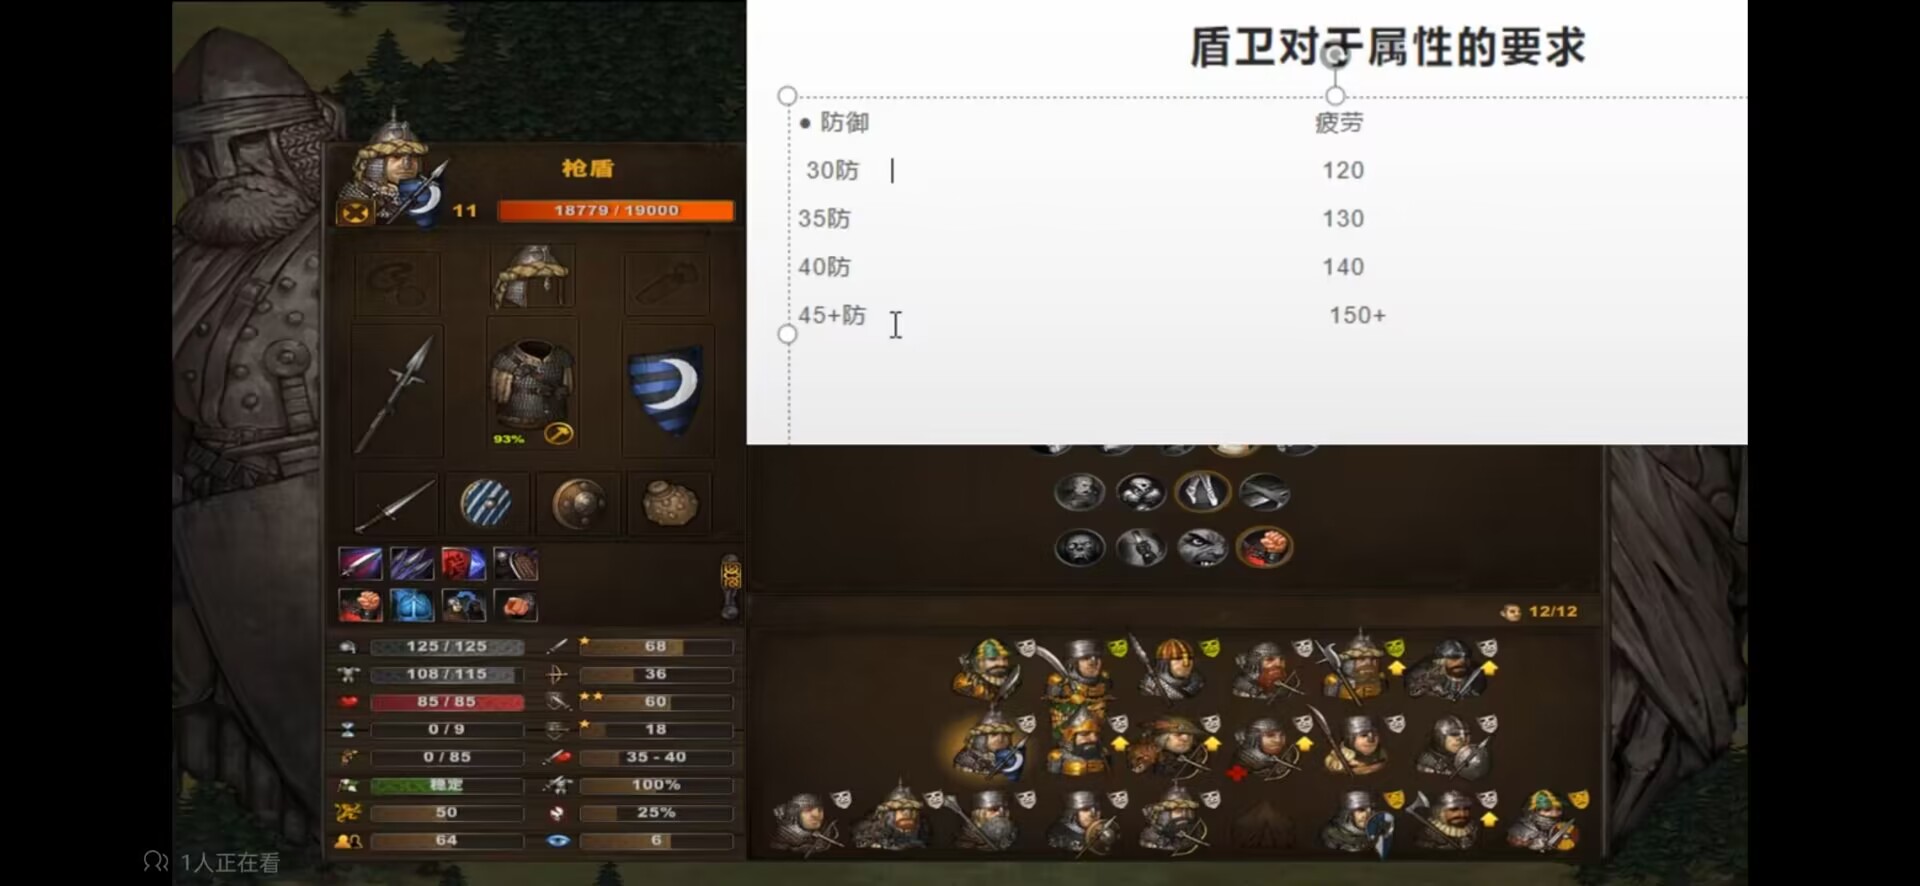 盾卫对于属性的要求
• 防御 疲劳
30防 120
35防 130
40防 140
45+防 150+
枪盾
11 18779 / 19000
93%
125 / 125 68
108 / 115 36
85 / 85 60
0 / 9 18
0 / 85 35 - 40
稳定 100%
50 25%
64 6
12/12
1人正在看